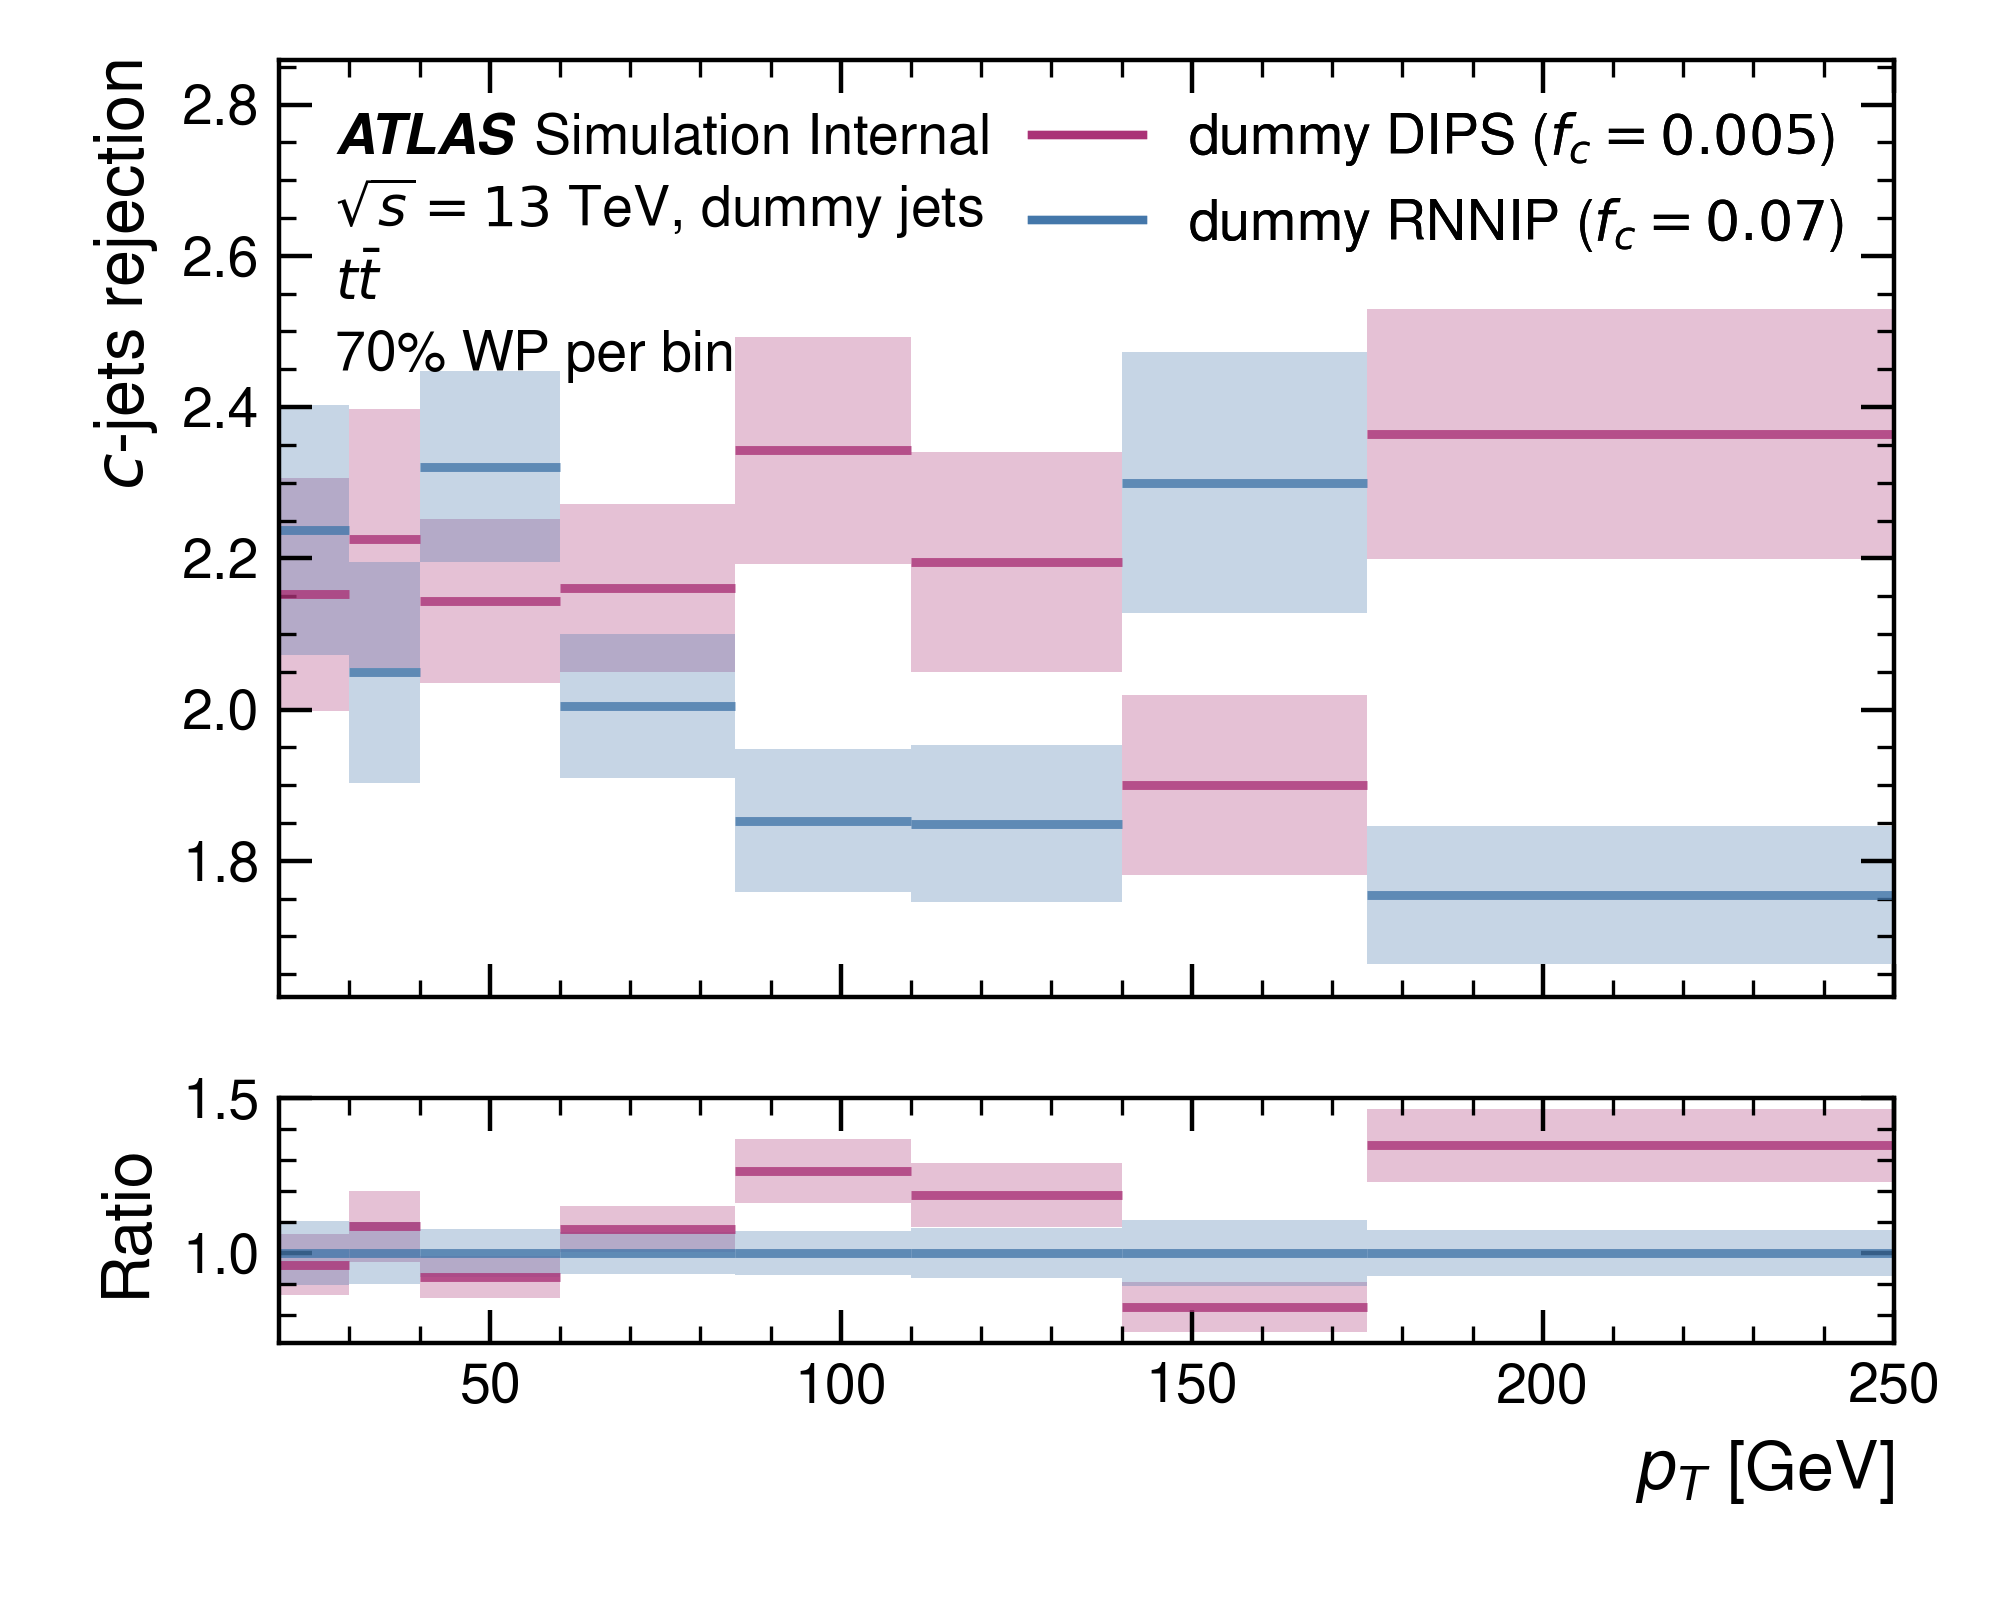 c-jets rejection
2.8
2.6
2.4
2.2
2.0
1.8
ATLAS Simulation Internal
√s = 13 TeV, dummy jets
tt̄
70% WP per bin
dummy DIPS (f_c = 0.005)
dummy RNNIP (f_c = 0.07)
Ratio
1.5
1.0
50 100 150 200 250
p_T [GeV]